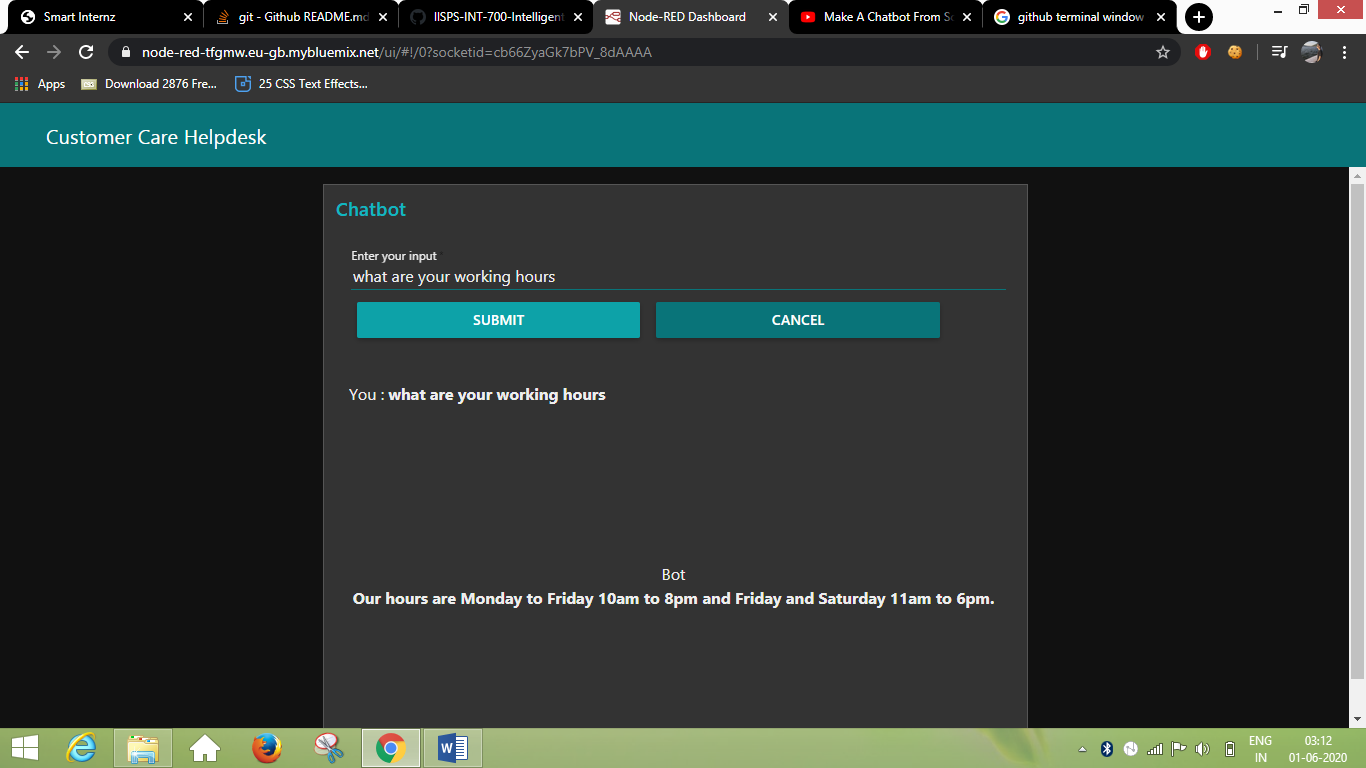 Smart Internz
git - Github README.md
IISPS-INT-700-Intelligent
Node-RED Dashboard
Make A Chatbot From Sc
github terminal window
node-red-tfgmw.eu-gb.mybluemix.net/ui/#!/0?socketid=cb66ZyaGk7bPV_8dAAAA
Apps
Download 2876 Fre...
25 CSS Text Effects...
Customer Care Helpdesk
Chatbot
Enter your input
what are your working hours
SUBMIT
CANCEL
You : what are your working hours
Bot
Our hours are Monday to Friday 10am to 8pm and Friday and Saturday 11am to 6pm.
ENG
IN
03:12
01-06-2020